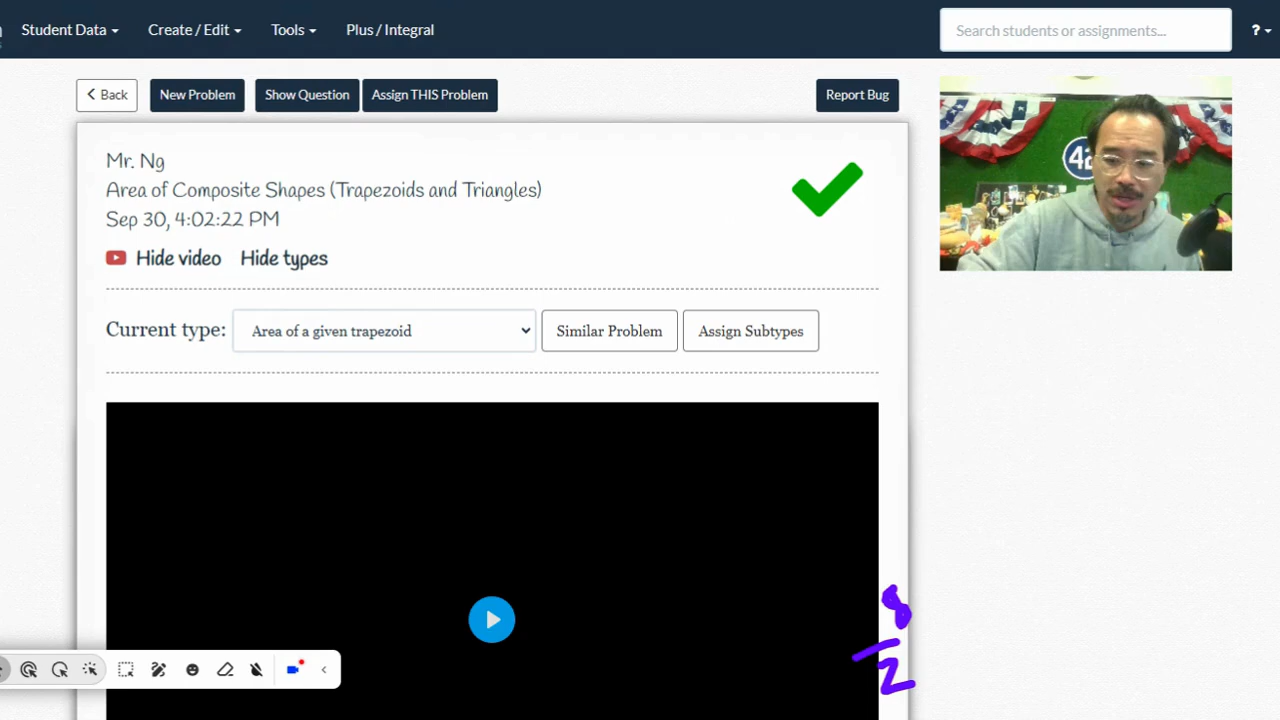 Student Data Create / Edit Tools Plus / Integral Search students or assignments... ?
Back New Problem Show Question Assign THIS Problem Report Bug
Mr. Ng
Area of Composite Shapes (Trapezoids and Triangles)
Sep 30, 4:02:22 PM
Hide video Hide types
Current type: Area of a given trapezoid Similar Problem Assign Subtypes
42
8
2